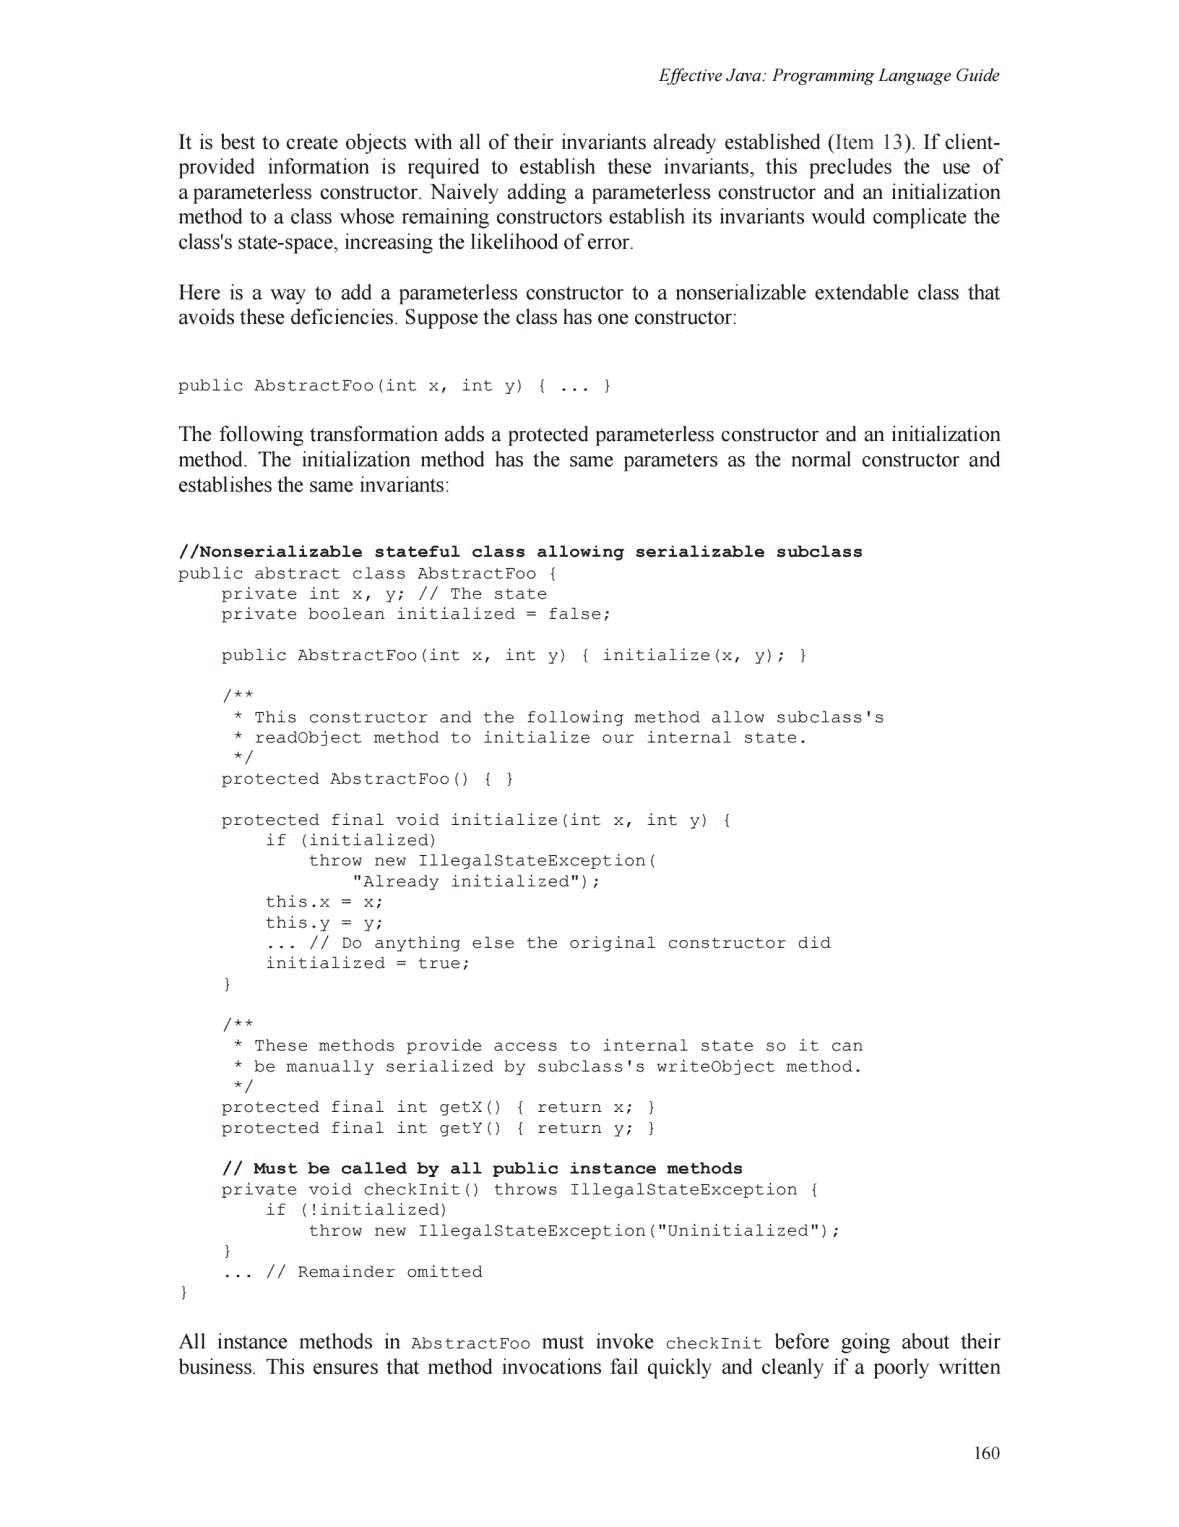 Effective Java: Programming Language Guide
It is best to create objects with all of their invariants already established (Item 13). If client-
provided information is required to establish these invariants, this precludes the use of
a parameterless constructor. Naively adding a parameterless constructor and an initialization
method to a class whose remaining constructors establish its invariants would complicate the
class's state-space, increasing the likelihood of error.
Here is a way to add a parameterless constructor to a nonserializable extendable class that
avoids these deficiencies. Suppose the class has one constructor:
public AbstractFoo(int x, int y) { ... }
The following transformation adds a protected parameterless constructor and an initialization
method. The initialization method has the same parameters as the normal constructor and
establishes the same invariants:
//Nonserializable stateful class allowing serializable subclass
public abstract class AbstractFoo {
    private int x, y; // The state
    private boolean initialized = false;
    public AbstractFoo(int x, int y) { initialize(x, y); }
    /**
     * This constructor and the following method allow subclass's
     * readObject method to initialize our internal state.
     */
    protected AbstractFoo() { }
    protected final void initialize(int x, int y) {
        if (initialized)
            throw new IllegalStateException(
                "Already initialized");
        this.x = x;
        this.y = y;
        ... // Do anything else the original constructor did
        initialized = true;
    }
    /**
     * These methods provide access to internal state so it can
     * be manually serialized by subclass's writeObject method.
     */
    protected final int getX() { return x; }
    protected final int getY() { return y; }
    // Must be called by all public instance methods
    private void checkInit() throws IllegalStateException {
        if (!initialized)
            throw new IllegalStateException("Uninitialized");
    }
    ... // Remainder omitted
}
All instance methods in AbstractFoo must invoke checkInit before going about their
business. This ensures that method invocations fail quickly and cleanly if a poorly written
160